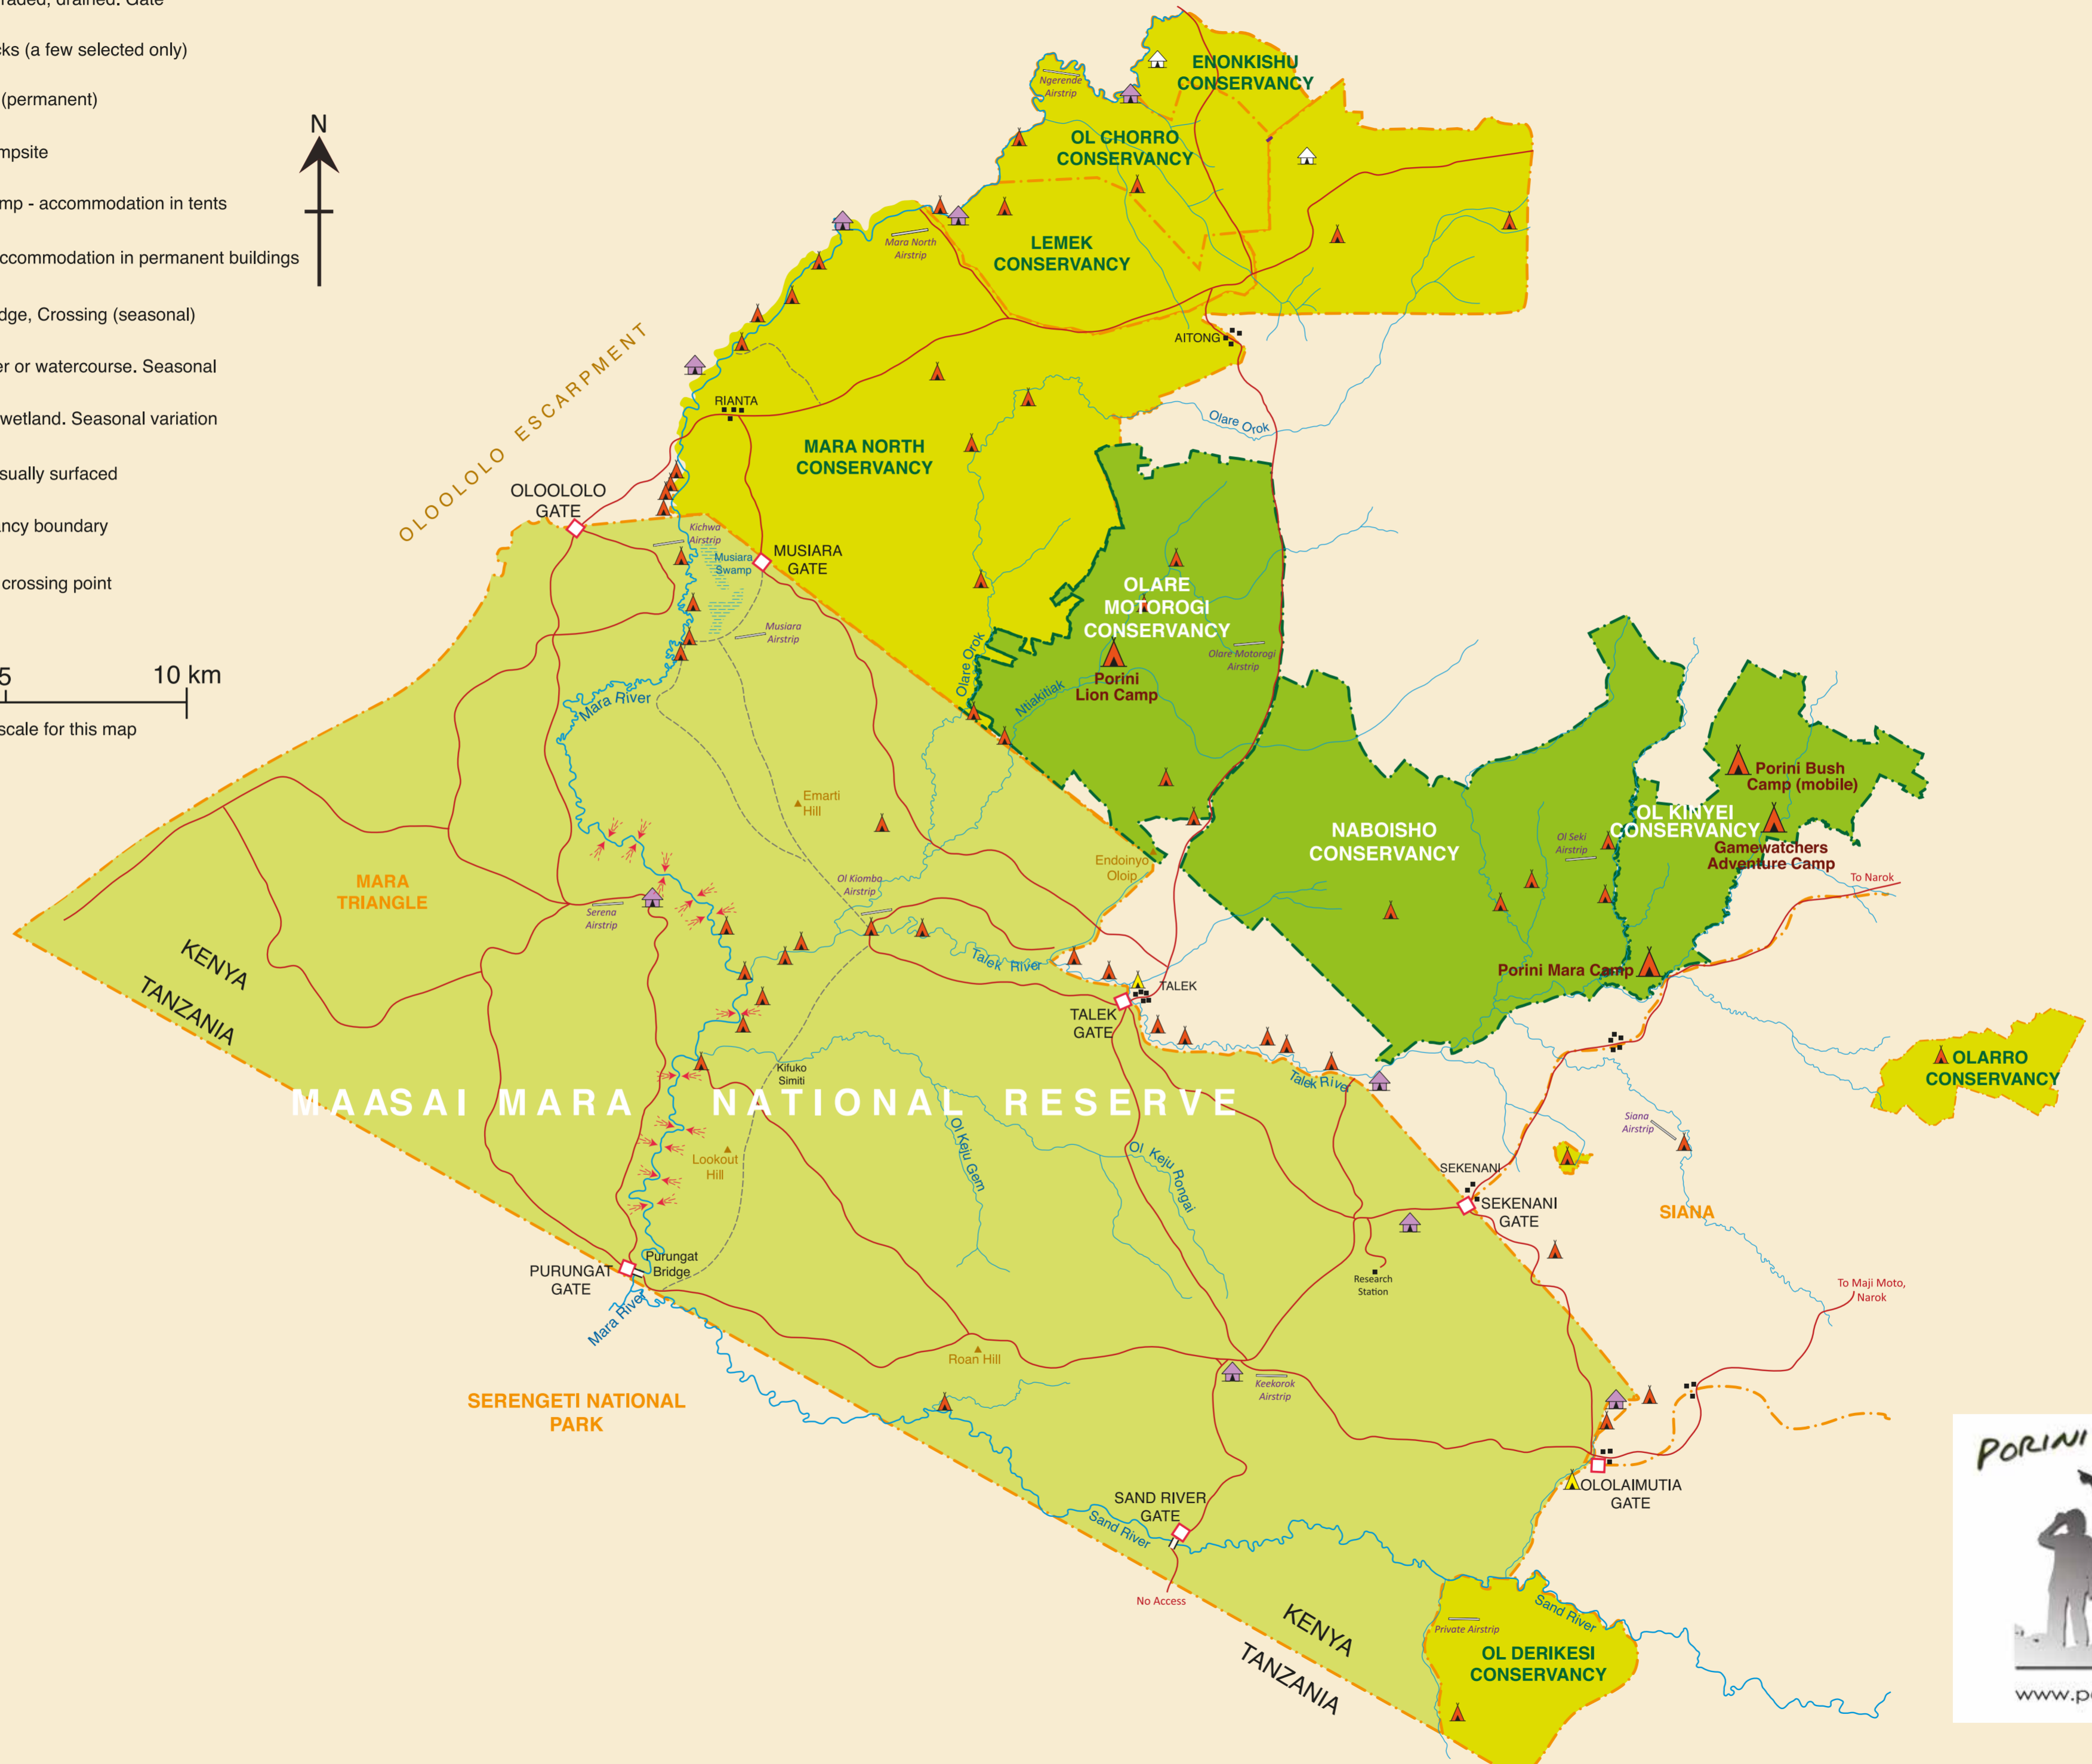 raded, drained. Gate
cks (a few selected only)
(permanent)
mpsite
mp - accommodation in tents
ccommodation in permanent buildings
dge, Crossing (seasonal)
er or watercourse. Seasonal
wetland. Seasonal variation
sually surfaced
ancy boundary
crossing point
5
10 km
scale for this map
N
ENONKISHU
CONSERVANCY
Ngerende
Airstrip
OL CHORRO
CONSERVANCY
LEMEK
CONSERVANCY
Mara North
Airstrip
AITONG
OLOOLOLO ESCARPMENT
RIANTA
Olare Orok
MARA NORTH
CONSERVANCY
OLOOLOLO
GATE
Kichwa
Airstrip
Musiara
Swamp
MUSIARA
GATE
Musiara
Airstrip
OLARE
MOTOROGI
CONSERVANCY
Olare Motorogi
Airstrip
Porini
Lion Camp
Olare Orok
Ntiakitiak
Mara River
Emarti
Hill
Porini Bush
Camp (mobile)
OL KINYEI
CONSERVANCY
Gamewatchers
Adventure Camp
NABOISHO
CONSERVANCY
Ol Seki
Airstrip
Endoinyo
Oloip
To Narok
MARA
TRIANGLE
Ol Kiombo
Airstrip
Serena
Airstrip
KENYA
TANZANIA
Talek River
Porini Mara Camp
TALEK
TALEK
GATE
Kifuko
Simiti
Talek River
OLARRO
CONSERVANCY
MAASAI MARA NATIONAL RESERVE
Siana
Airstrip
Lookout
Hill
Ol Keju Gem
Ol Keju Rongai
SEKENANI
SEKENANI
GATE
SIANA
Purungat
Bridge
PURUNGAT
GATE
Mara River
Research
Station
To Maji Moto,
Narok
Roan Hill
Keekorok
Airstrip
SERENGETI NATIONAL
PARK
OLOLAIMUTIA
GATE
SAND RIVER
GATE
Sand River
No Access
KENYA
TANZANIA
Sand River
Private Airstrip
OL DERIKESI
CONSERVANCY
PORINI
www.p